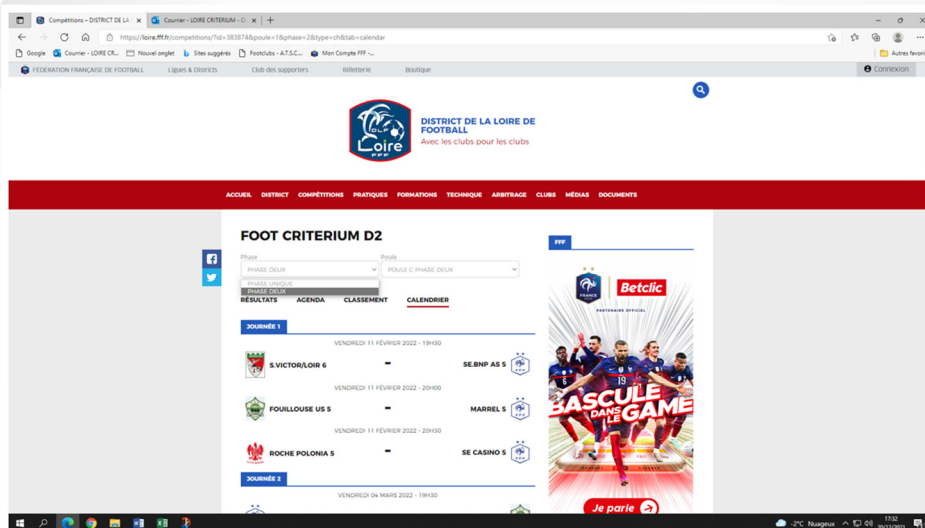 Compétitions – DISTRICT DE LA L
Courrier - LOIRE CRITERIUM - O
https://loire.fff.fr/competitions/?id=383874&poule=1&phase=2&type=ch&tab=calendar
Google
Courrier - LOIRE CR...
Nouvel onglet
Sites suggérés
Footclubs - A.T.S.C...
Mon Compte FFF -...
Autres favoris
FÉDÉRATION FRANÇAISE DE FOOTBALL
Ligues & Districts
Club des supporters
Billetterie
Boutique
Connexion
DLF
Loire
FFF
DISTRICT DE LA LOIRE DE
FOOTBALL
Avec les clubs pour les clubs
ACCUEIL DISTRICT COMPÉTITIONS PRATIQUES FORMATIONS TECHNIQUE ARBITRAGE CLUBS MÉDIAS DOCUMENTS
FOOT CRITERIUM D2
Phase
Poule
PHASE DEUX
POULE C PHASE DEUX
PHASE UNIQUE
PHASE DEUX
RÉSULTATS AGENDA CLASSEMENT CALENDRIER
JOURNÉE 1
VENDREDI 11 FÉVRIER 2022 - 19H30
S.VICTOR/LOIR 6 - SE.BNP AS 5
VENDREDI 11 FÉVRIER 2022 - 20H00
FOUILLOUSE US 5 - MARREL 5
VENDREDI 11 FÉVRIER 2022 - 20H30
ROCHE POLONIA 5 - SE CASINO 5
JOURNÉE 2
VENDREDI 04 MARS 2022 - 19H30
FFF
FRANCE
Betclic
PARTENAIRE OFFICIEL
19
BASCULE
DANS
LE
GAME
Je parie
-2°C Nuageux
17:32